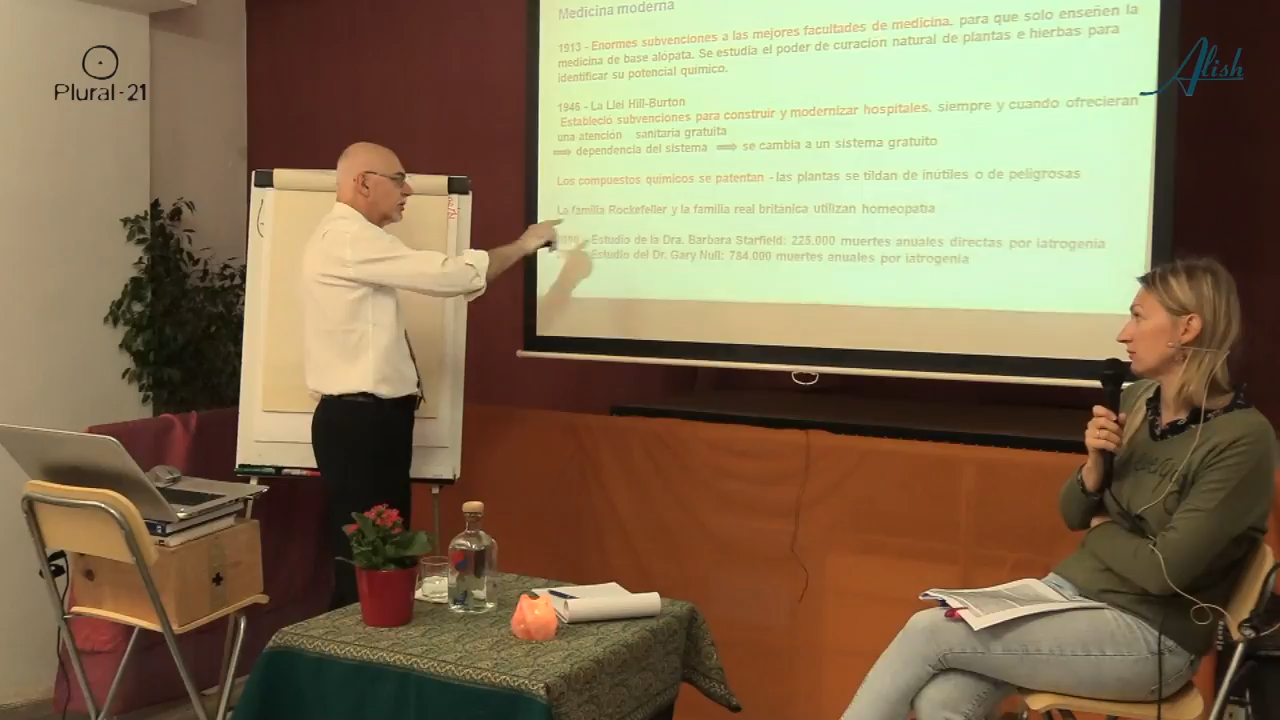 Plural-21
Alish
Medicina moderna
1913 - Enormes subvenciones a las mejores facultades de medicina, para que solo enseñen la
medicina de base alópata. Se estudia el poder de curación natural de plantas e hierbas para
identificar su potencial químico.
1946 - La Llei Hill-Burton
Estableció subvenciones para construir y modernizar hospitales, siempre y cuando ofrecieran
una atención sanitaria gratuita
⟹ dependencia del sistema ⟹ se cambia a un sistema gratuito
Los compuestos químicos se patentan - las plantas se tildan de inútiles o de peligrosas
La familia Rockefeller y la familia real británica utilizan homeopatía
- Estudio de la Dra. Barbara Starfield: 225.000 muertes anuales directas por iatrogenia
Estudio del Dr. Gary Null: 784.000 muertes anuales por iatrogenia